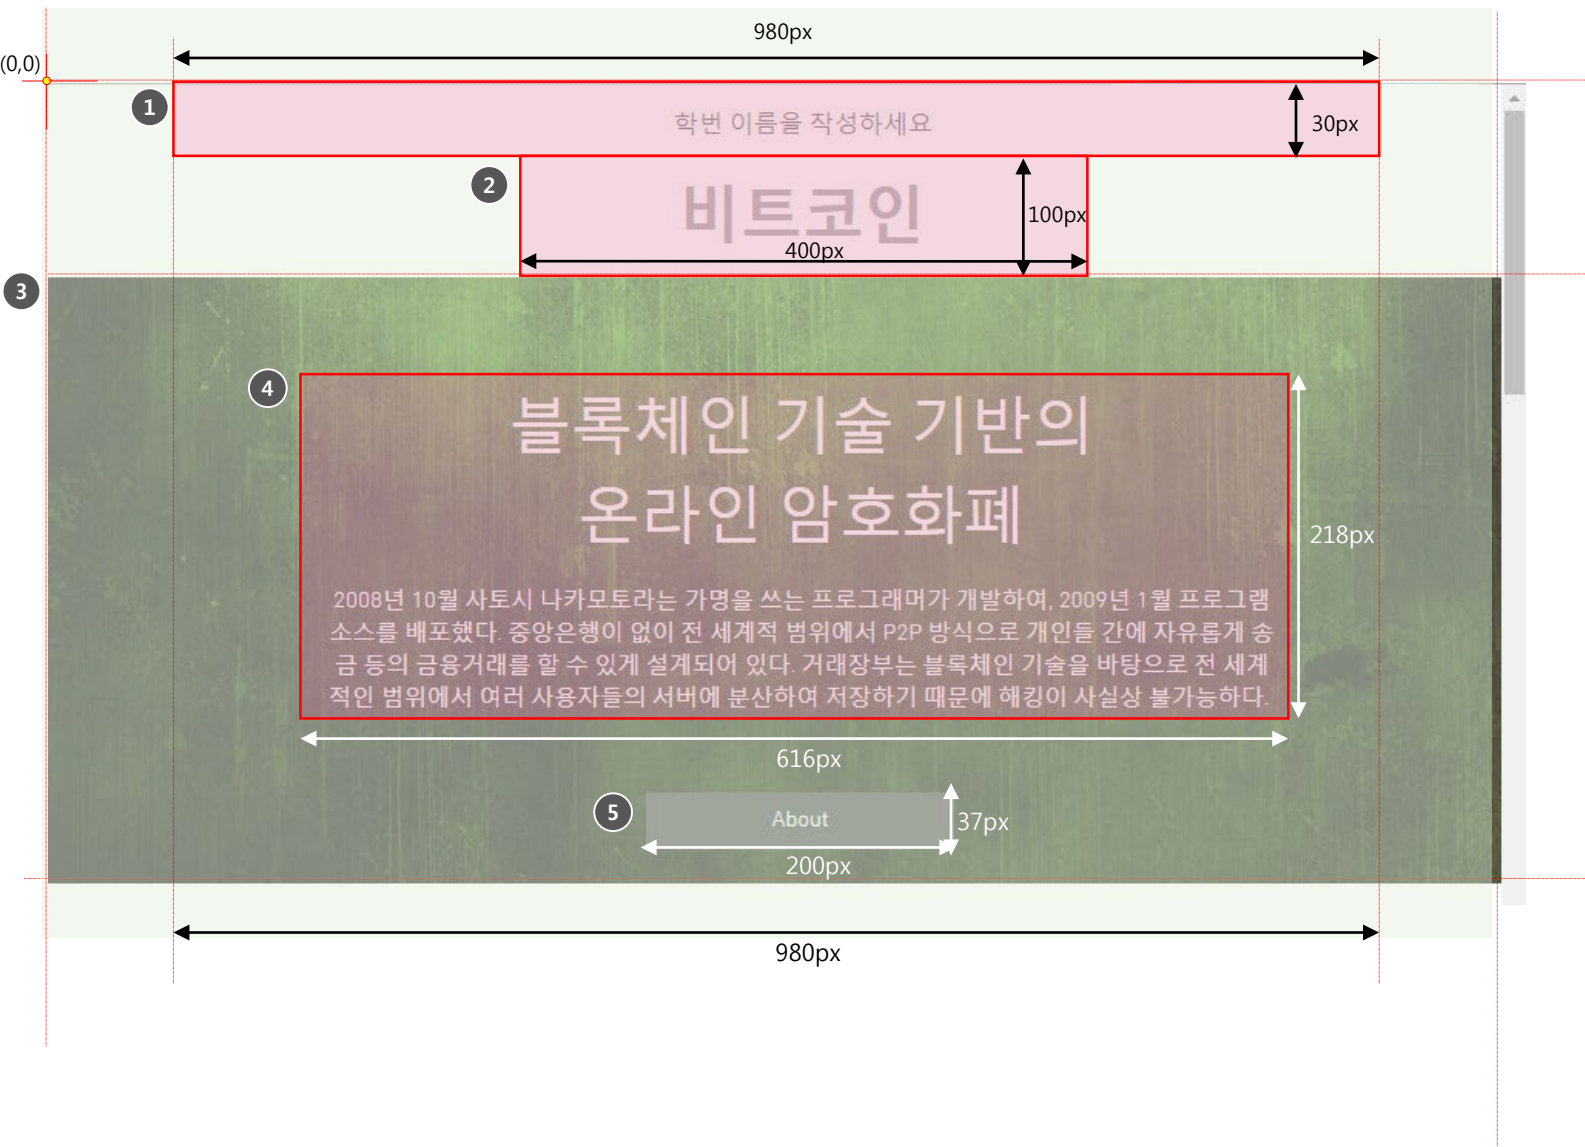 980px
(0,0)
1
학번 이름을 작성하세요
30px
2
비트코인
100px
400px
3
4
블록체인 기술 기반의
온라인 암호화폐
218px
2008년 10월 사토시 나카모토라는 가명을 쓰는 프로그래머가 개발하여, 2009년 1월 프로그램
소스를 배포했다. 중앙은행이 없이 전 세계적 범위에서 P2P 방식으로 개인들 간에 자유롭게 송
금 등의 금융거래를 할 수 있게 설계되어 있다. 거래장부는 블록체인 기술을 바탕으로 전 세계
적인 범위에서 여러 사용자들의 서버에 분산하여 저장하기 때문에 해킹이 사실상 불가능하다.
616px
5
About
37px
200px
980px